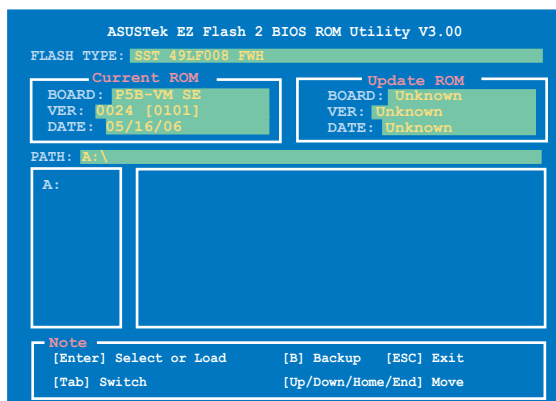 ASUSTek EZ Flash 2 BIOS ROM Utility V3.00
FLASH TYPE: SST 49LF008 FWH
Current ROM
BOARD: P5B-VM SE
VER: 0024 [0101]
DATE: 05/16/06
Update ROM
BOARD: Unknown
VER: Unknown
DATE: Unknown
PATH: A:\
A:
Note
[Enter] Select or Load [B] Backup [ESC] Exit
[Tab] Switch [Up/Down/Home/End] Move